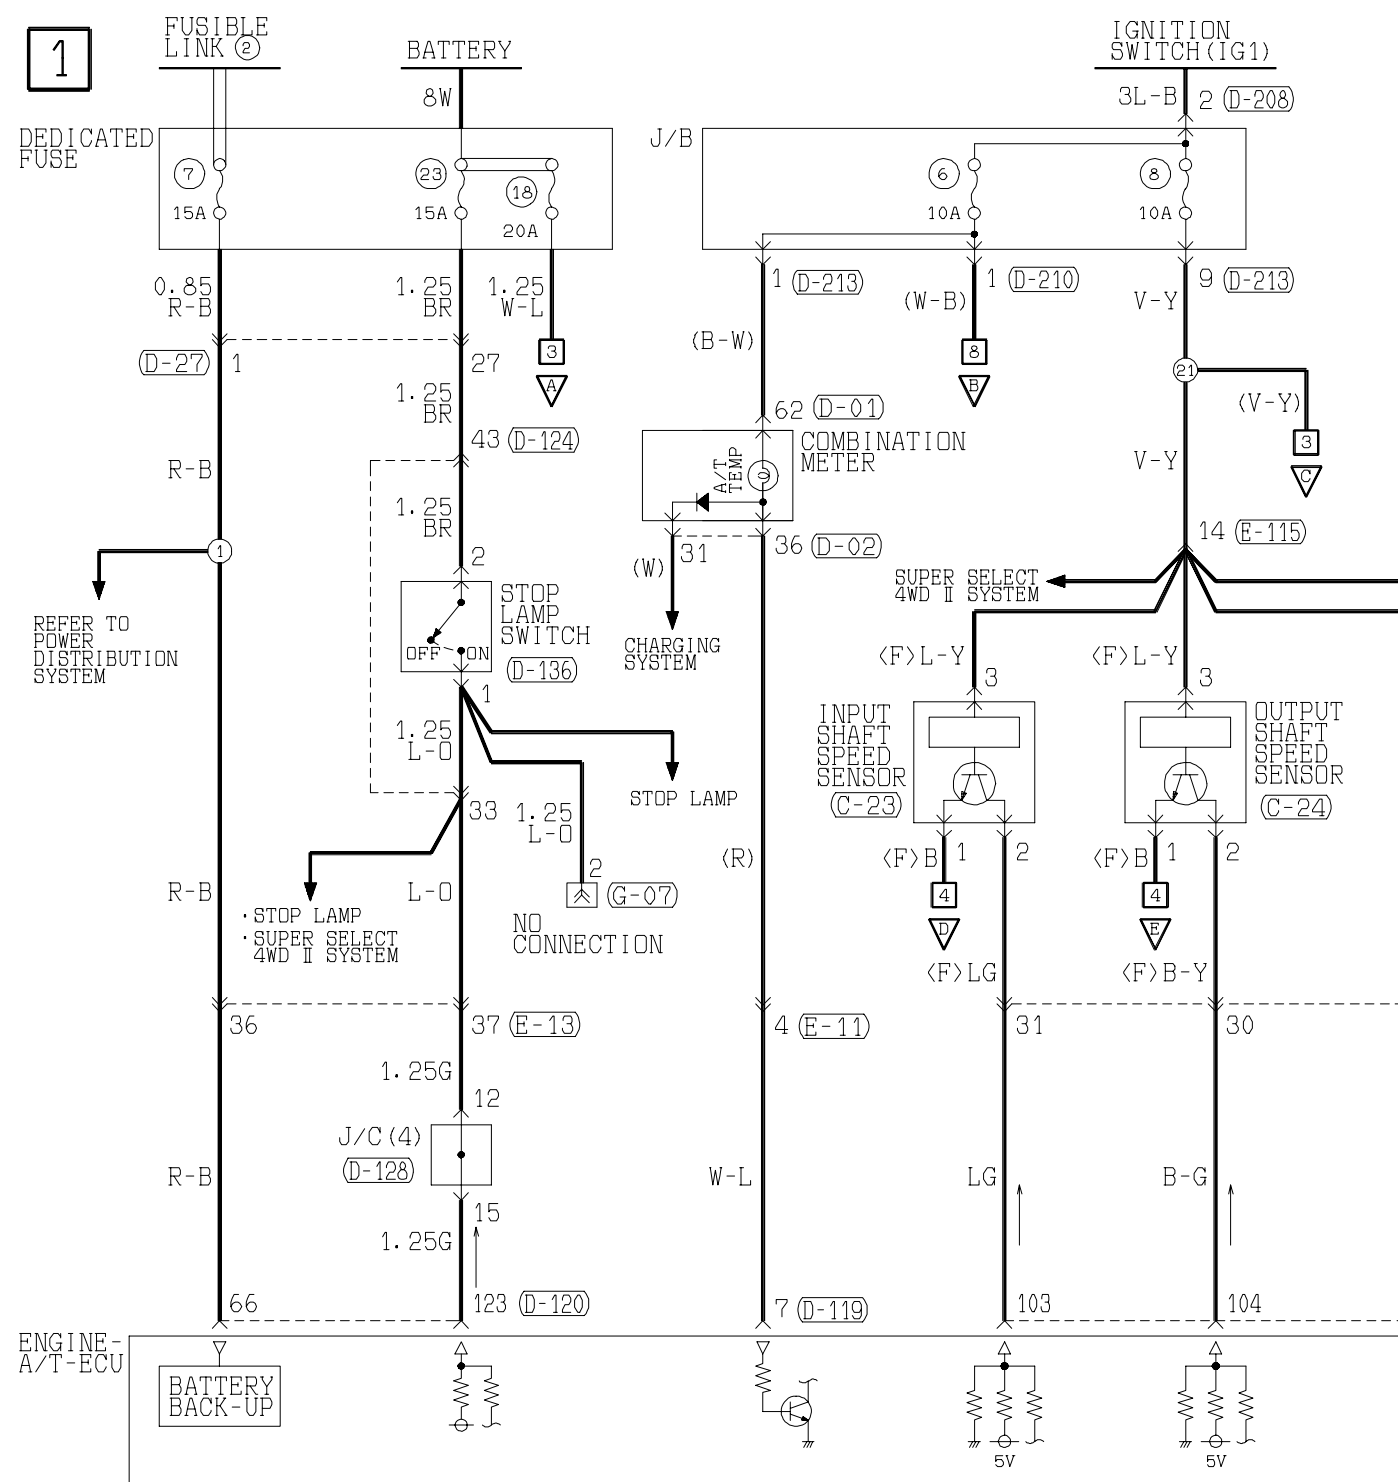 1
FUSIBLE
LINK ②
BATTERY
IGNITION
SWITCH(IG1)
8W
3L-B
2 (D-208)
DEDICATED
FUSE
J/B
7
15A
23
15A
18
20A
6
10A
8
10A
0.85
R-B
1.25
BR
1.25
W-L
1 (D-213)
(W-B)
1 (D-210)
V-Y
9 (D-213)
(B-W)
(D-27) 1
27
3
A
8
B
21
(V-Y)
3
C
1.25
BR
43 (D-124)
62 (D-01)
COMBINATION
METER
A/T
TEMP
R-B
V-Y
1.25
BR
2
31
36 (D-02)
(W)
14 (E-115)
1
SUPER SELECT
4WD Ⅱ SYSTEM
STOP
LAMP
SWITCH
(D-136)
OFF ON
REFER TO
POWER
DISTRIBUTION
SYSTEM
CHARGING
SYSTEM
<F>L-Y
3
<F>L-Y
3
1
1.25
L-O
INPUT
SHAFT
SPEED
SENSOR
(C-23)
OUTPUT
SHAFT
SPEED
SENSOR
(C-24)
STOP LAMP
33
1.25
L-O
(R)
<F>B
1
2
<F>B
1
2
R-B
L-O
2
(G-07)
4
D
4
E
·STOP LAMP
·SUPER SELECT
4WD Ⅱ SYSTEM
NO
CONNECTION
<F>LG
<F>B-Y
36
37 (E-13)
4 (E-11)
31
30
1.25G
12
J/C(4)
(D-128)
R-B
W-L
LG
B-G
15
1.25G
66
123 (D-120)
7 (D-119)
103
104
ENGINE-
A/T-ECU
BATTERY
BACK-UP
5V
5V